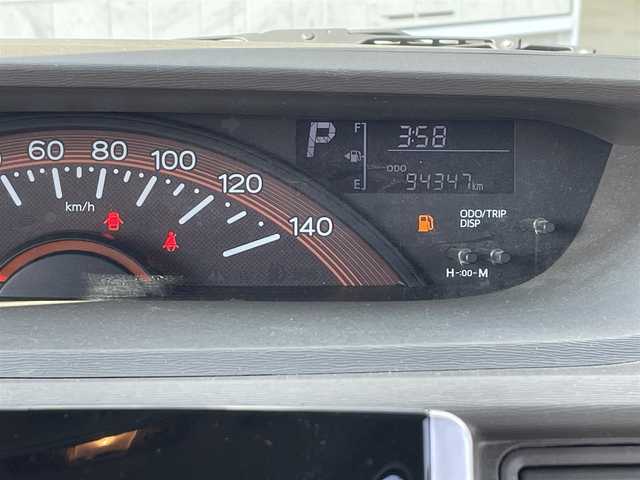 60 80 100 120 140
km/h
P
F
E
3:58
ODO
94347 km
ODO/TRIP
DISP
H-:00-M